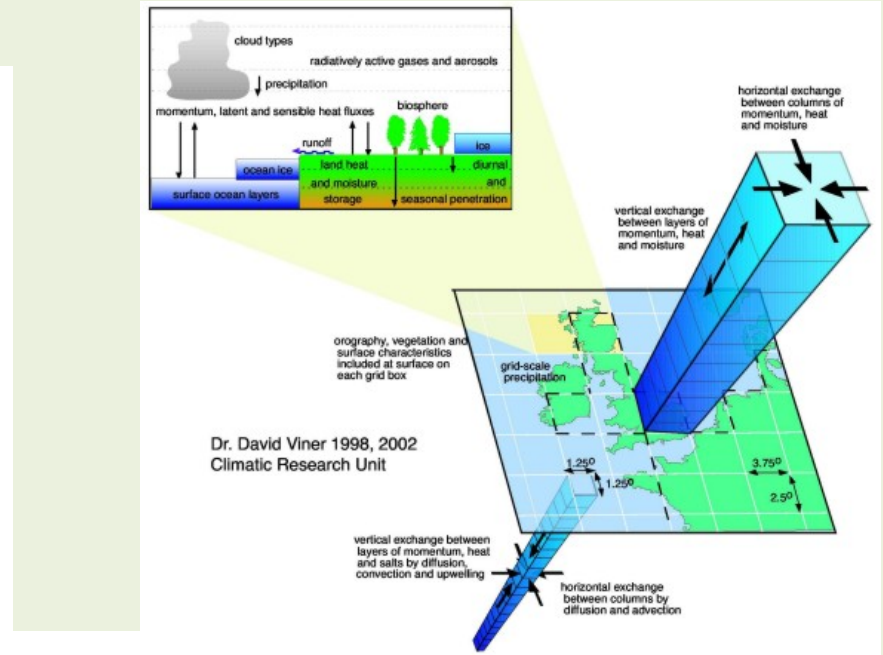 cloud types
radiatively active gases and aerosols
precipitation
momentum, latent and sensible heat fluxes
biosphere
runoff
ice
ocean ice
land heat
diurnal
and moisture
and
surface ocean layers
storage
seasonal penetration
horizontal exchange
between columns of
momentum, heat
and moisture
vertical exchange
between layers of
momentum, heat
and moisture
orography, vegetation and
surface characteristics
included at surface on
each grid box
grid-scale
precipitation
Dr. David Viner 1998, 2002
Climatic Research Unit
1.25º
1.25º
3.75º
2.5º
vertical exchange between
layers of momentum, heat
and salts by diffusion,
convection and upwelling
horizontal exchange
between columns by
diffusion and advection